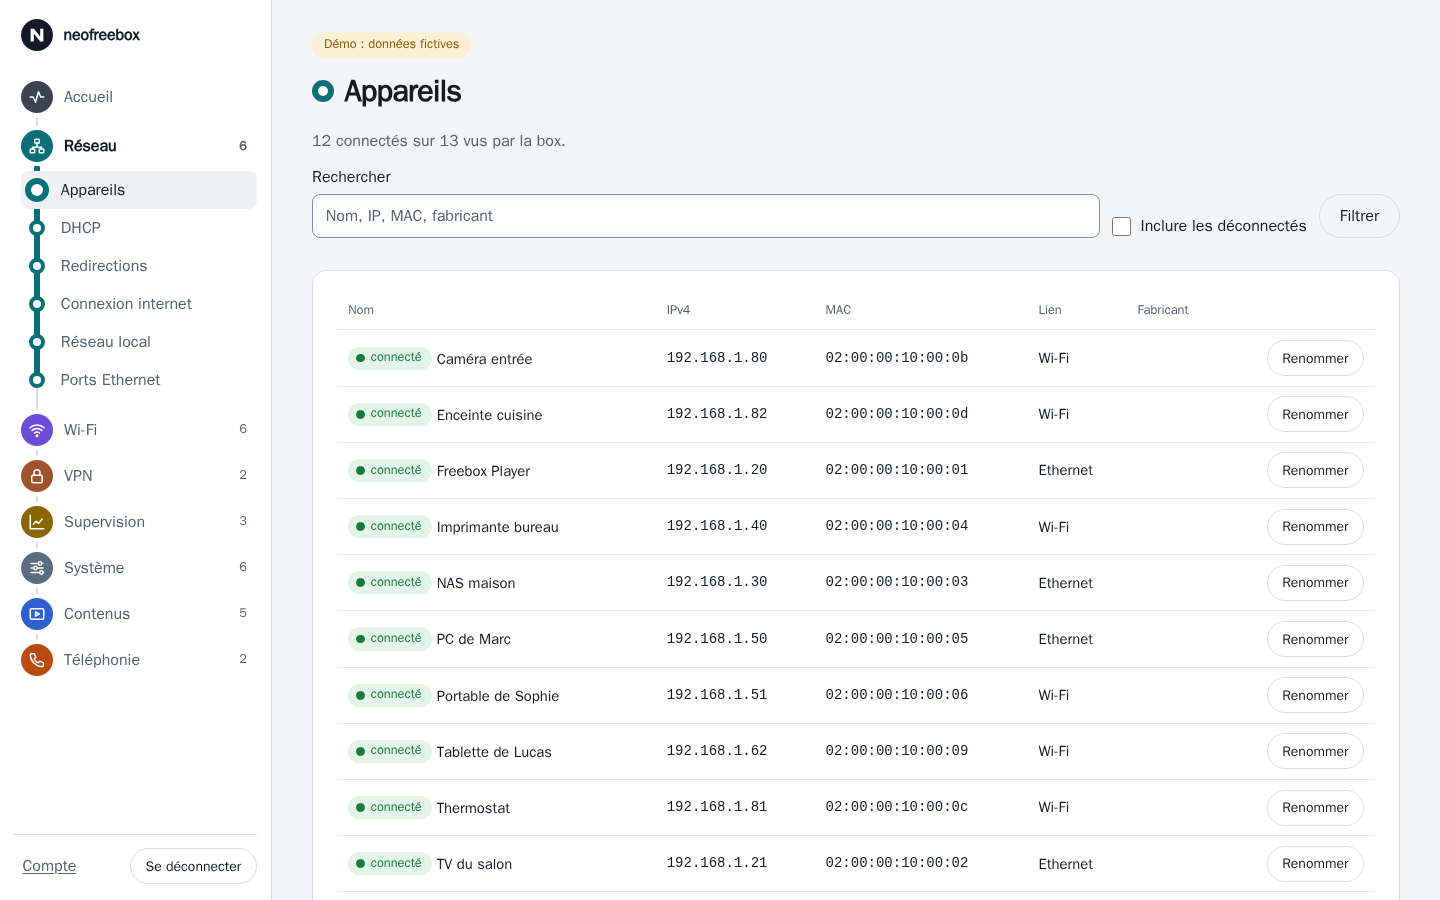 neofreebox
Accueil
Réseau 6
Appareils
DHCP
Redirections
Connexion internet
Réseau local
Ports Ethernet
Wi-Fi 6
VPN 2
Supervision 3
Système 6
Contenus 5
Téléphonie 2
Compte Se déconnecter
Démo : données fictives
Appareils
12 connectés sur 13 vus par la box.
Rechercher
Nom, IP, MAC, fabricant Inclure les déconnectés Filtrer
Nom IPv4 MAC Lien Fabricant
connecté Caméra entrée 192.168.1.80 02:00:00:10:00:0b Wi-Fi Renommer
connecté Enceinte cuisine 192.168.1.82 02:00:00:10:00:0d Wi-Fi Renommer
connecté Freebox Player 192.168.1.20 02:00:00:10:00:01 Ethernet Renommer
connecté Imprimante bureau 192.168.1.40 02:00:00:10:00:04 Wi-Fi Renommer
connecté NAS maison 192.168.1.30 02:00:00:10:00:03 Ethernet Renommer
connecté PC de Marc 192.168.1.50 02:00:00:10:00:05 Ethernet Renommer
connecté Portable de Sophie 192.168.1.51 02:00:00:10:00:06 Wi-Fi Renommer
connecté Tablette de Lucas 192.168.1.62 02:00:00:10:00:09 Wi-Fi Renommer
connecté Thermostat 192.168.1.81 02:00:00:10:00:0c Wi-Fi Renommer
connecté TV du salon 192.168.1.21 02:00:00:10:00:02 Ethernet Renommer